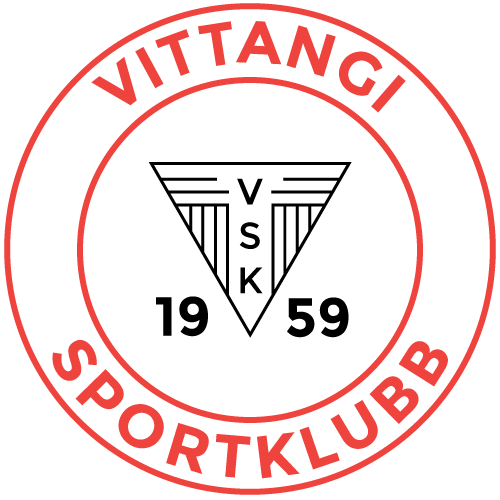 VITTANGI
V
S
K
19 59
SPORTKLUBB